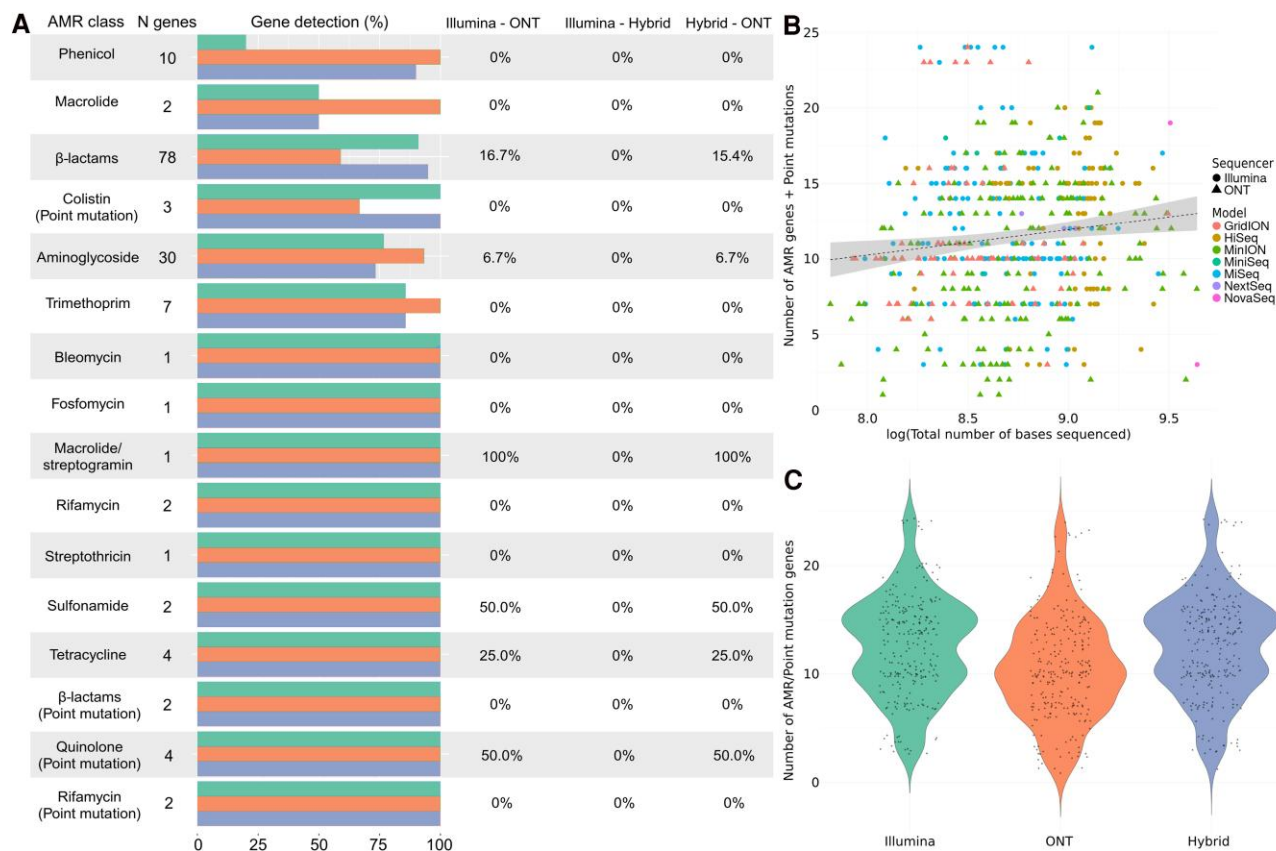 A
AMR class N genes Gene detection (%) Illumina - ONT Illumina - Hybrid Hybrid - ONT
Phenicol 10 0% 0% 0%
Macrolide 2 0% 0% 0%
β-lactams 78 16.7% 0% 15.4%
Colistin
(Point mutation) 3 0% 0% 0%
Aminoglycoside 30 6.7% 0% 6.7%
Trimethoprim 7 0% 0% 0%
Bleomycin 1 0% 0% 0%
Fosfomycin 1 0% 0% 0%
Macrolide/
streptogramin 1 100% 0% 100%
Rifamycin 2 0% 0% 0%
Streptothricin 1 0% 0% 0%
Sulfonamide 2 50.0% 0% 50.0%
Tetracycline 4 25.0% 0% 25.0%
β-lactams
(Point mutation) 2 0% 0% 0%
Quinolone
(Point mutation) 4 50.0% 0% 50.0%
Rifamycin
(Point mutation) 2 0% 0% 0%
0 25 50 75 100
B
Number of AMR genes + Point mutations
25
20
15
10
5
0
8.0 8.5 9.0 9.5
log(Total number of bases sequenced)
Sequencer
Illumina
ONT
Model
GridION
HiSeq
MinION
MiniSeq
MiSeq
NextSeq
NovaSeq
C
Number of AMR/Point mutation genes
20
10
0
Illumina ONT Hybrid